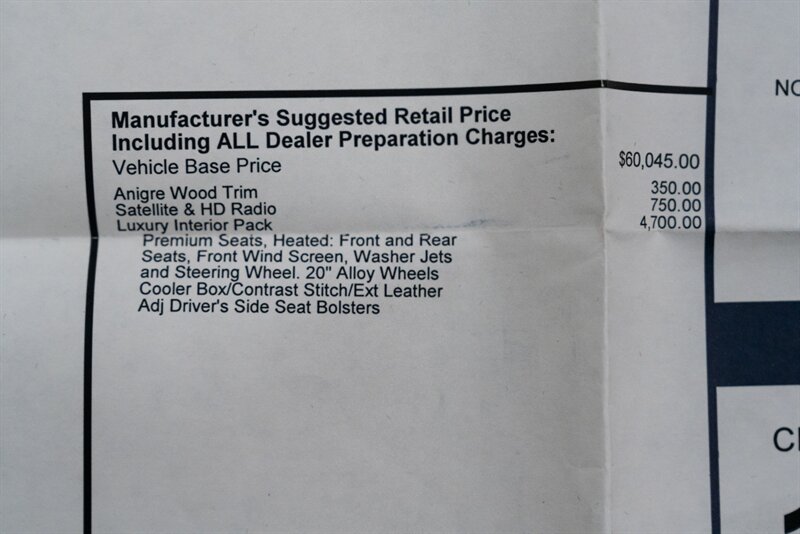 Manufacturer's Suggested Retail Price
Including ALL Dealer Preparation Charges:
Vehicle Base Price $60,045.00
Anigre Wood Trim 350.00
Satellite & HD Radio 750.00
Luxury Interior Pack 4,700.00
Premium Seats, Heated: Front and Rear
Seats, Front Wind Screen, Washer Jets
and Steering Wheel. 20" Alloy Wheels
Cooler Box/Contrast Stitch/Ext Leather
Adj Driver's Side Seat Bolsters